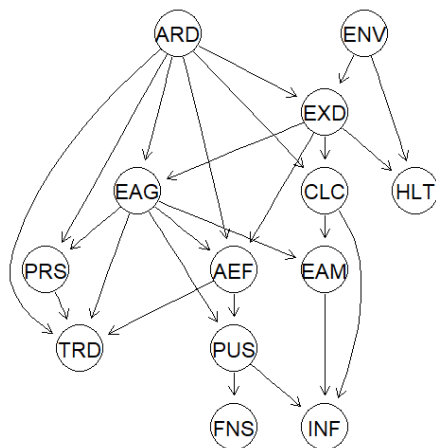 ARD ENV
EXD
EAG CLC HLT
PRS AEF EAM
TRD PUS
FNS INF